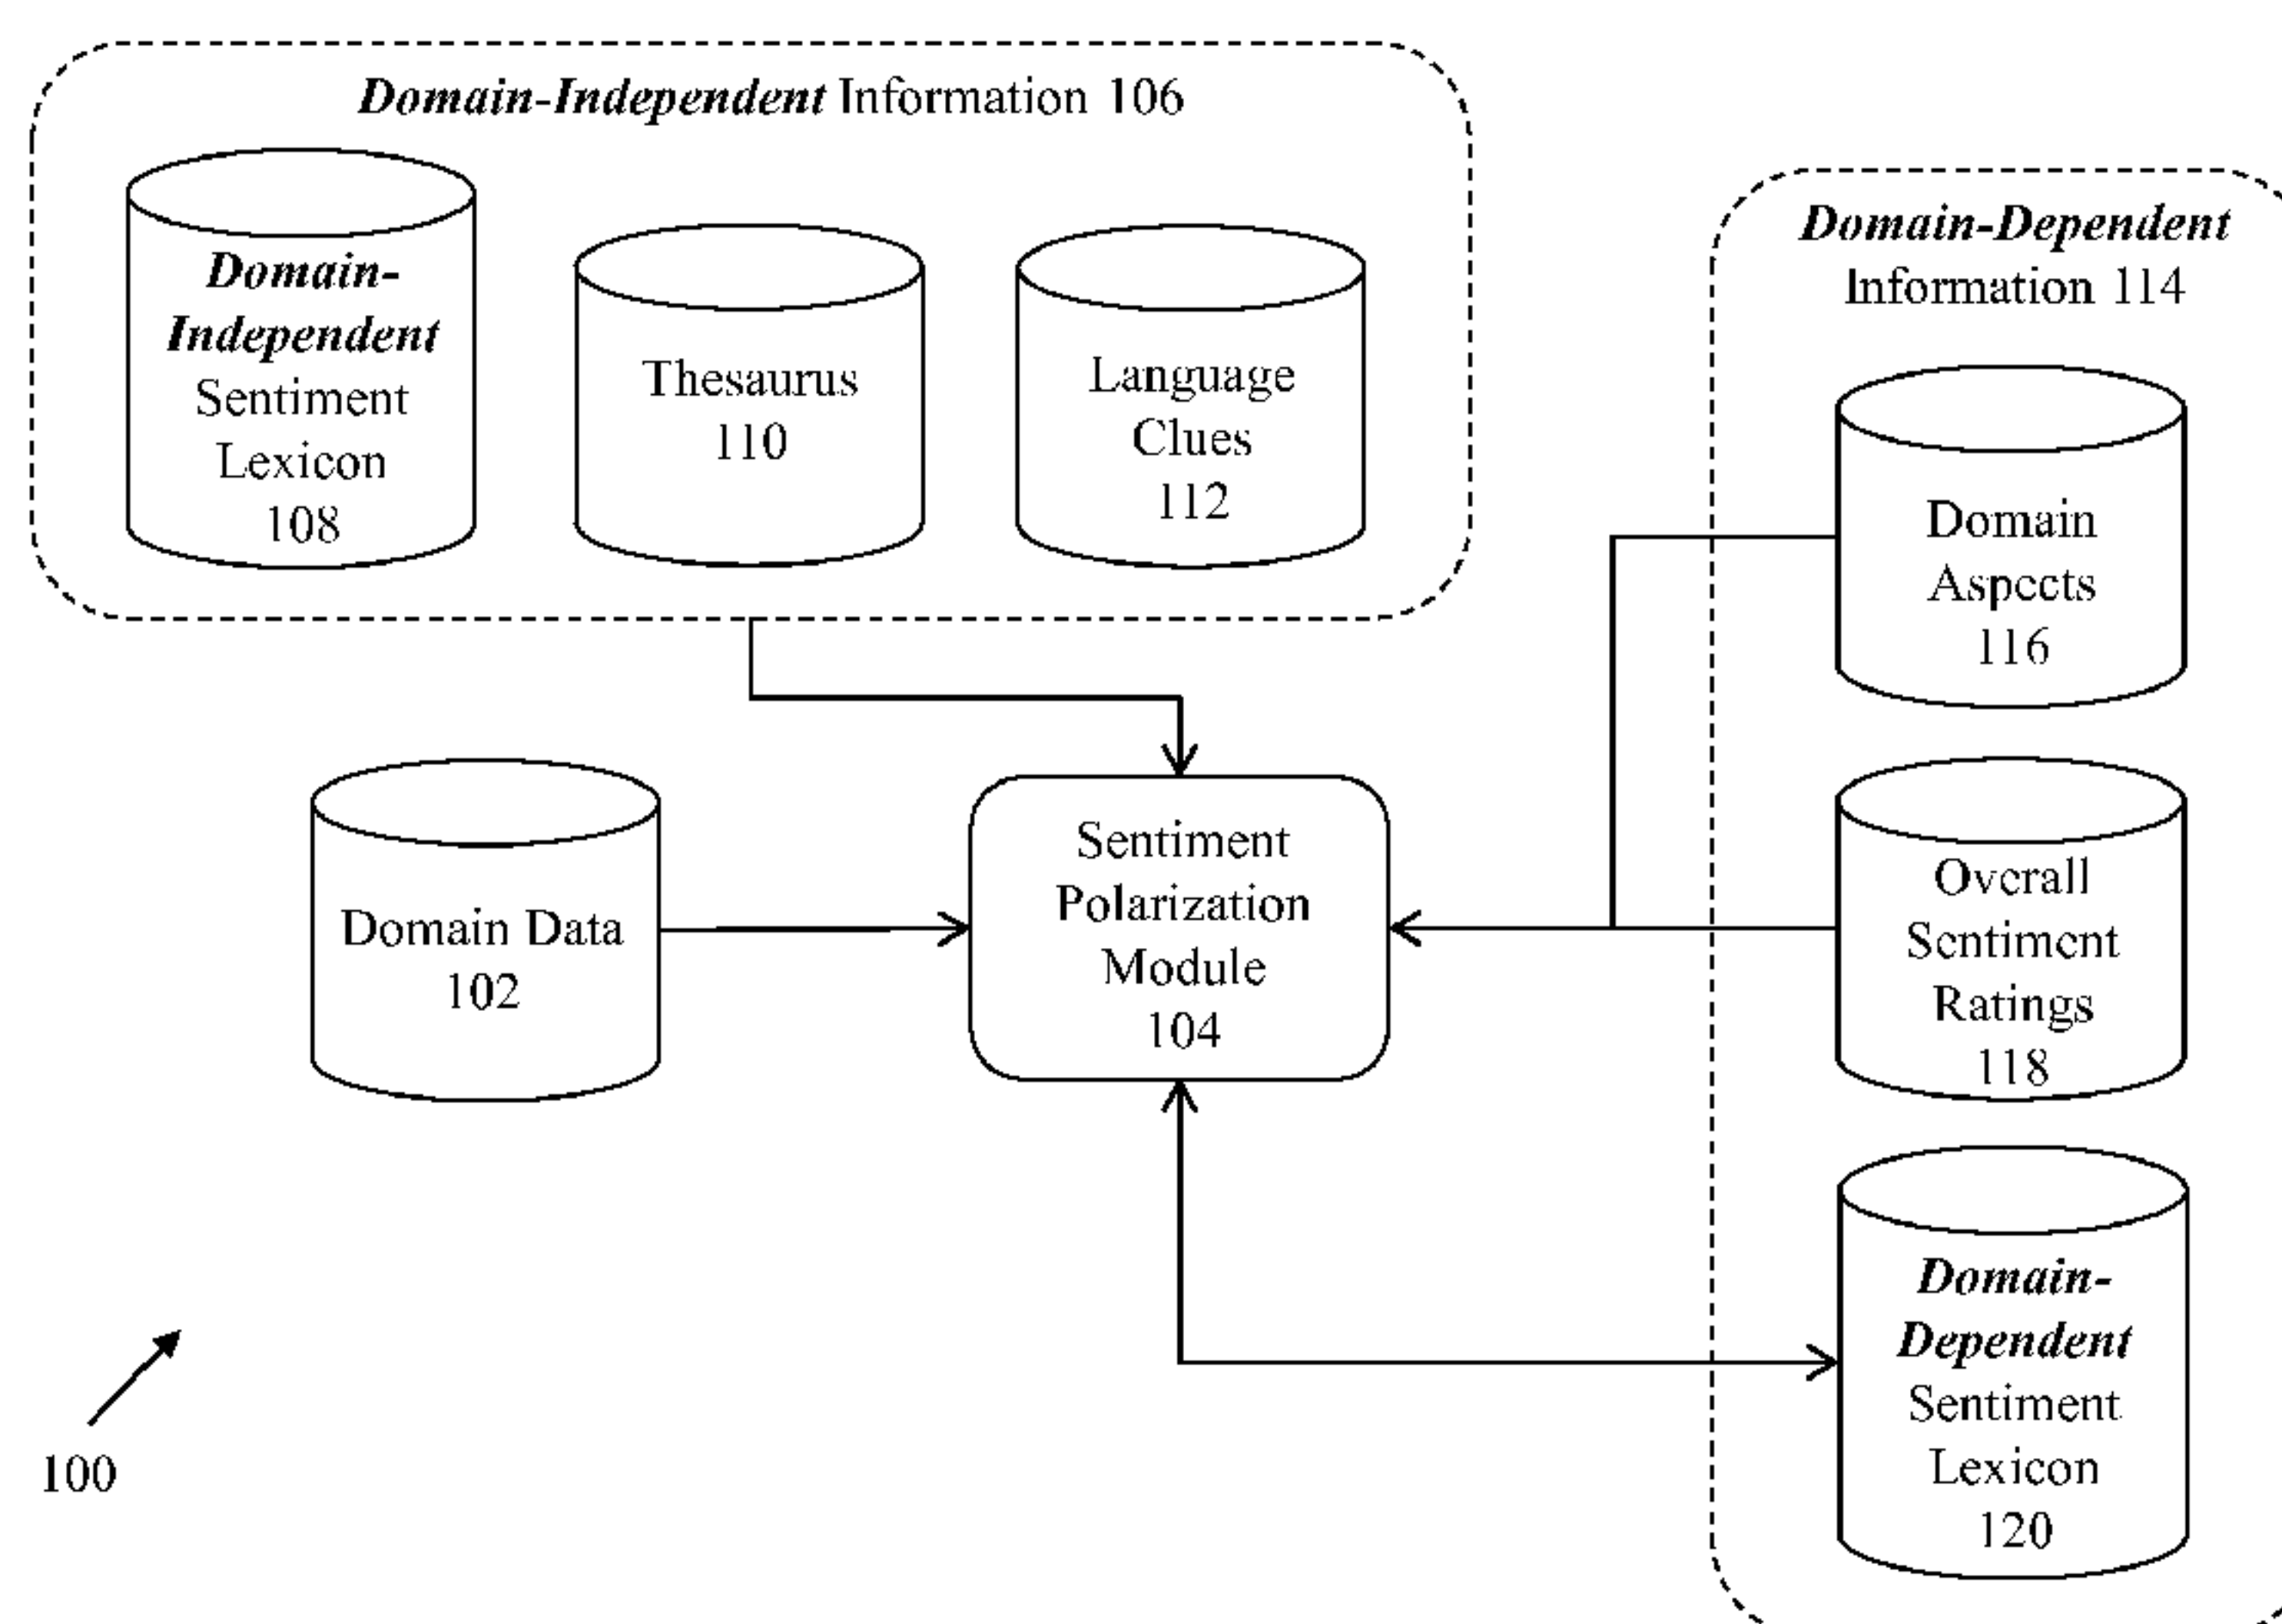 Domain-Independent Information 106
Domain-
Independent
Sentiment
Lexicon
108
Thesaurus
110
Language
Clues
112
Domain-Dependent
Information 114
Domain
Aspects
116
Domain Data
102
Sentiment
Polarization
Module
104
Overall
Sentiment
Ratings
118
Domain-
Dependent
Sentiment
Lexicon
120
100